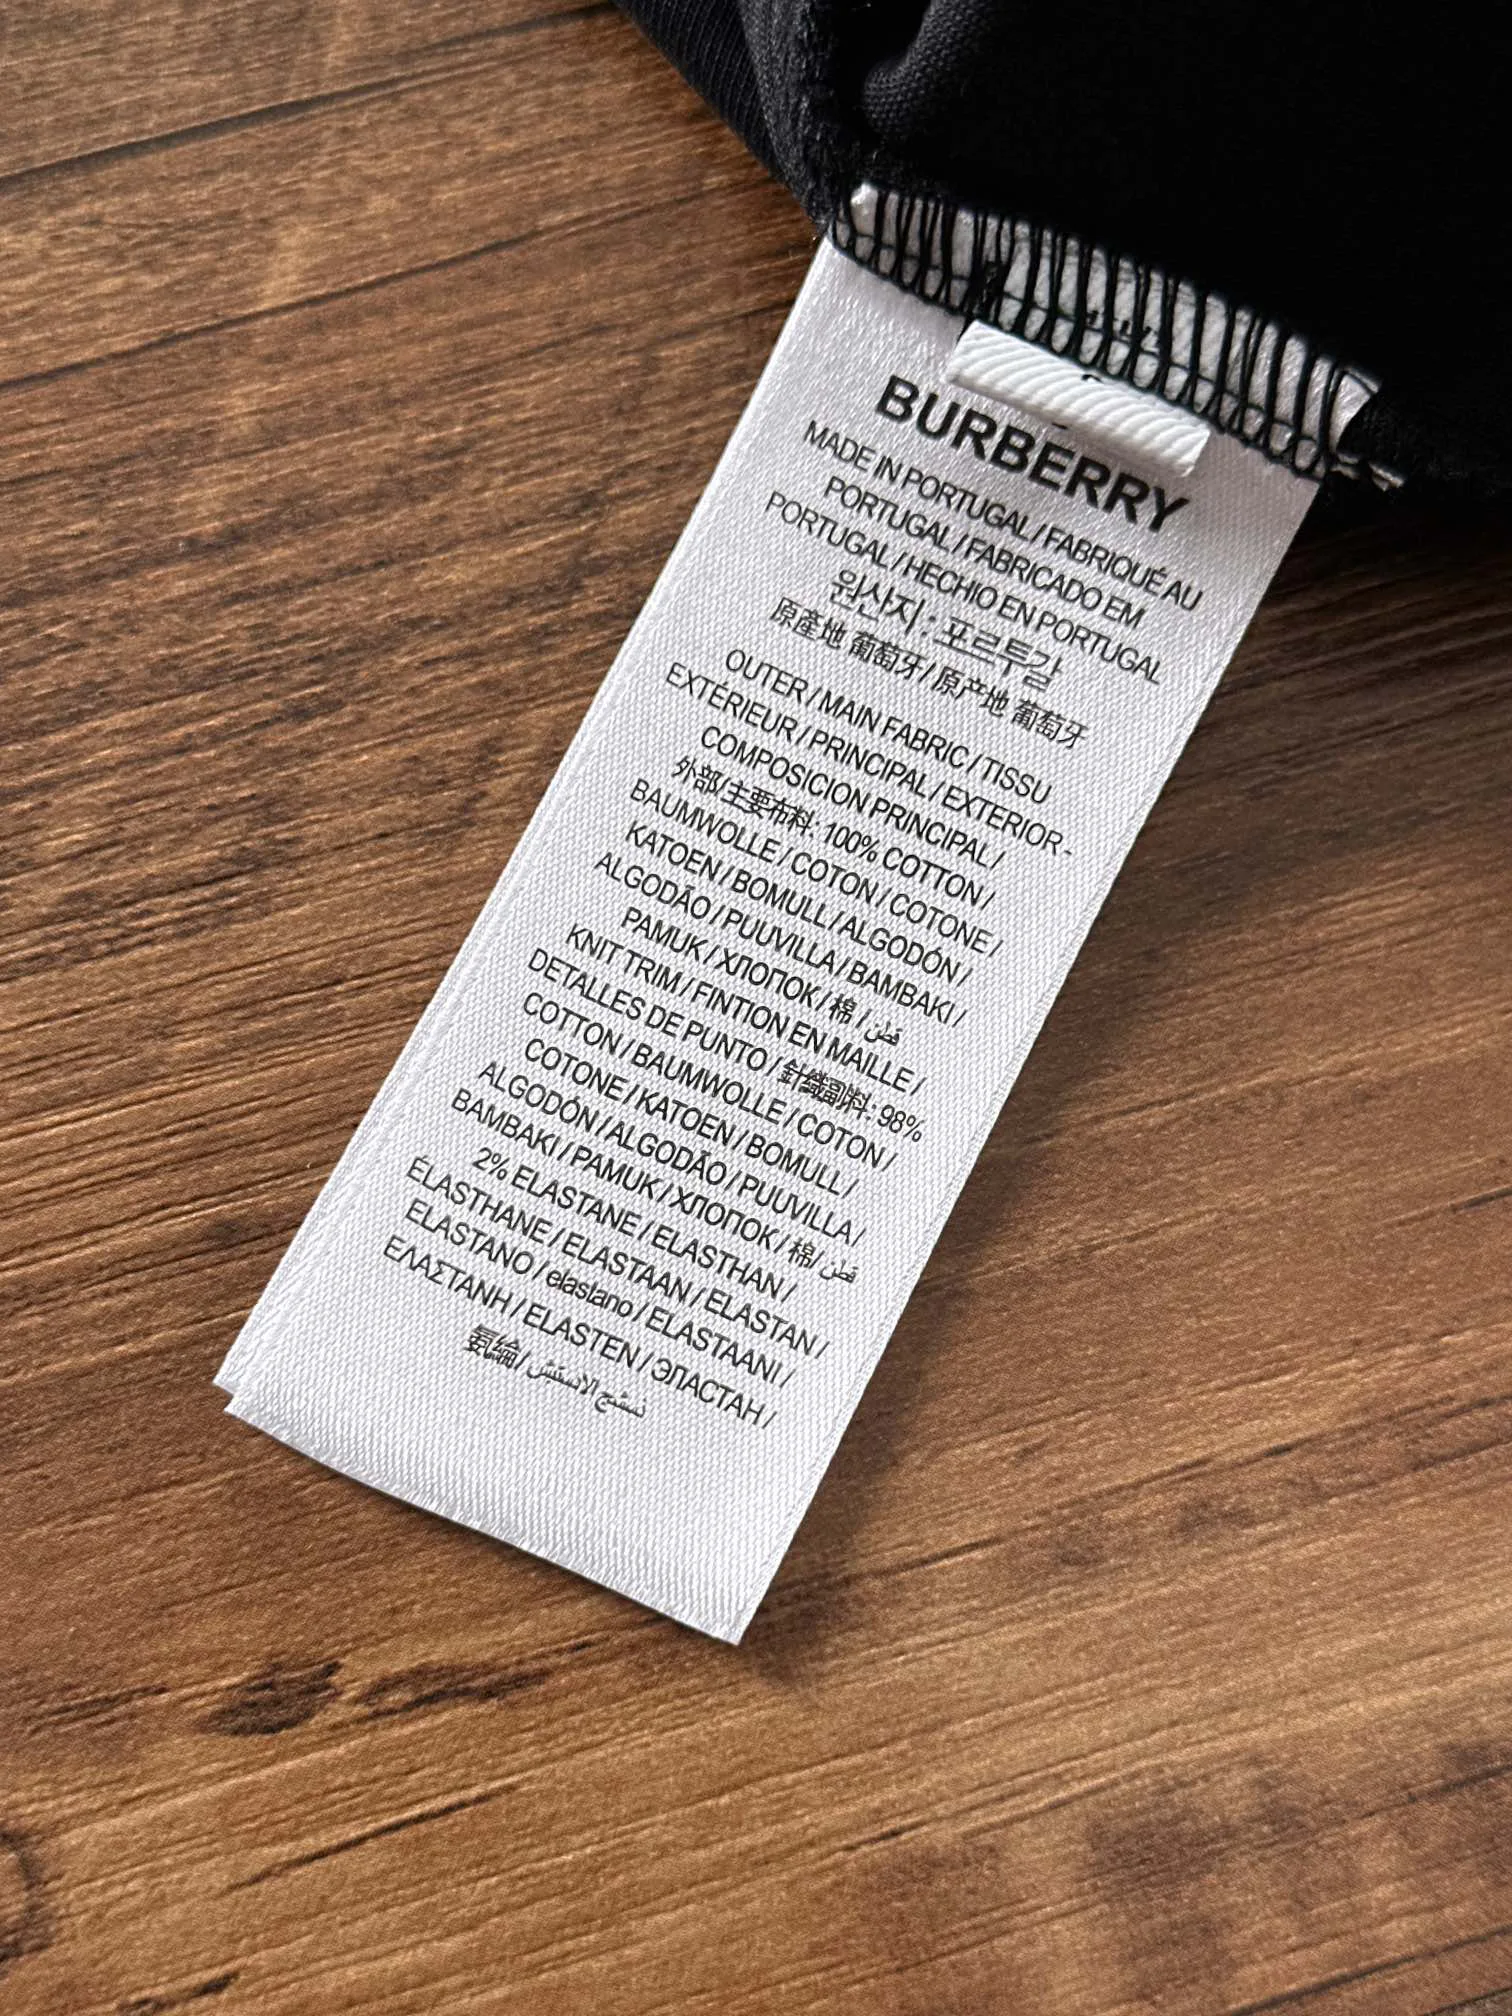 BURBERRY
MADE IN PORTUGAL / FABRIQUÉ AU
PORTUGAL / FABRICADO EM
PORTUGAL / HECHIO EN PORTUGAL
원산지 : 포르투갈
原產地 葡萄牙 / 原产地 葡萄牙
OUTER / MAIN FABRIC / TISSU
EXTÉRIEUR / PRINCIPAL / EXTERIOR-
COMPOSICION PRINCIPAL /
外部/主要布料: 100% COTTON /
BAUMWOLLE / COTON / COTONE /
KATOEN / BOMULL / ALGODÓN /
ALGODÃO / PUUVILLA / BAMBAKI /
PAMUK / ХЛОПОК / 棉 / قطن
KNIT TRIM / FINTION EN MAILLE /
DETALLES DE PUNTO / 針織副料: 98%
COTTON / BAUMWOLLE / COTON /
COTONE / KATOEN / BOMULL /
ALGODÓN / ALGODÃO / PUUVILLA /
BAMBAKI / PAMUK / ХЛОПОК / 棉/ قطن
2% ELASTANE / ELASTHAN /
ÉLASTHANE / ELASTAAN / ELASTAN /
ELASTANO / elastano / ELASTAANI /
ΕΛΑΣΤΑΝΗ / ELASTEN / ЭЛАСТАН /
氨綸 /